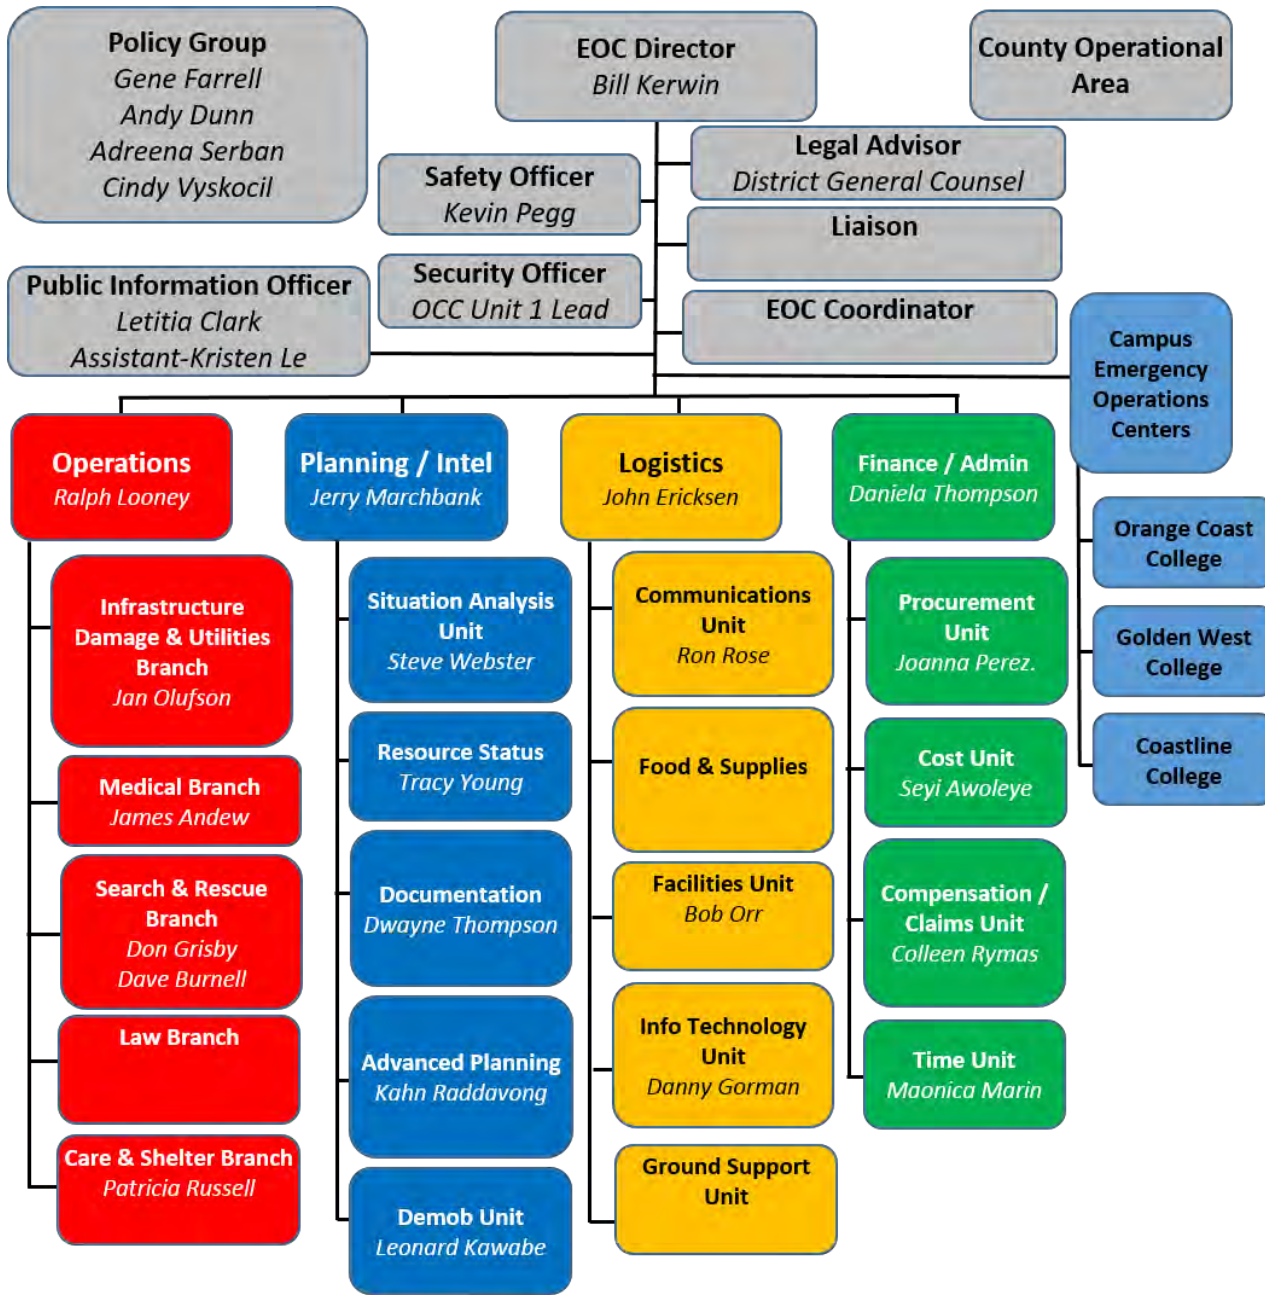 Policy Group
Gene Farrell
Andy Dunn
Adreena Serban
Cindy Vyskocil
EOC Director
Bill Kerwin
County Operational
Area
Legal Advisor
District General Counsel
Safety Officer
Kevin Pegg
Liaison
Public Information Officer
Letitia Clark
Assistant-Kristen Le
Security Officer
OCC Unit 1 Lead
EOC Coordinator
Campus
Emergency
Operations
Centers
Orange Coast
College
Golden West
College
Coastline
College
Operations
Ralph Looney
Infrastructure
Damage & Utilities
Branch
Jan Olufson
Medical Branch
James Andew
Search & Rescue
Branch
Don Grisby
Dave Burnell
Law Branch
Care & Shelter Branch
Patricia Russell
Planning / Intel
Jerry Marchbank
Situation Analysis
Unit
Steve Webster
Resource Status
Tracy Young
Documentation
Dwayne Thompson
Advanced Planning
Kahn Raddavong
Demob Unit
Leonard Kawabe
Logistics
John Ericksen
Communications
Unit
Ron Rose
Food & Supplies
Facilities Unit
Bob Orr
Info Technology
Unit
Danny Gorman
Ground Support
Unit
Finance / Admin
Daniela Thompson
Procurement
Unit
Joanna Perez.
Cost Unit
Seyi Awoleye
Compensation /
Claims Unit
Colleen Rymas
Time Unit
Maonica Marin